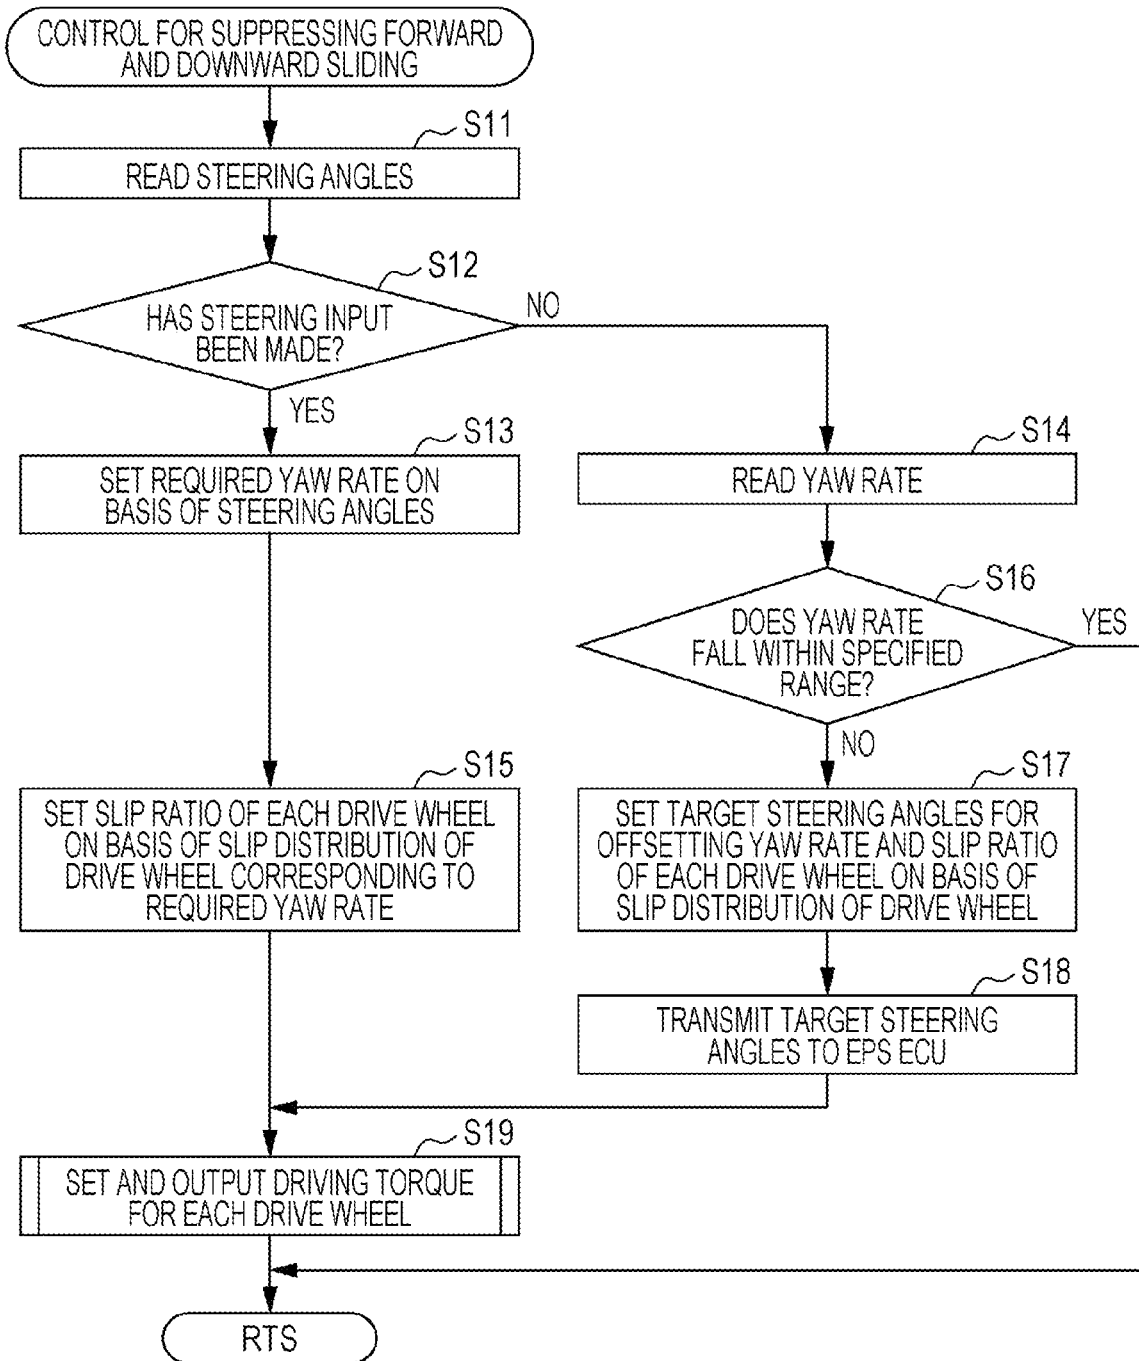 CONTROL FOR SUPPRESSING FORWARD
AND DOWNWARD SLIDING
S11
READ STEERING ANGLES
S12
HAS STEERING INPUT
BEEN MADE?
NO
YES
S13
SET REQUIRED YAW RATE ON
BASIS OF STEERING ANGLES
S14
READ YAW RATE
S16
DOES YAW RATE
FALL WITHIN SPECIFIED
RANGE?
YES
NO
S15
SET SLIP RATIO OF EACH DRIVE WHEEL
ON BASIS OF SLIP DISTRIBUTION OF
DRIVE WHEEL CORRESPONDING TO
REQUIRED YAW RATE
S17
SET TARGET STEERING ANGLES FOR
OFFSETTING YAW RATE AND SLIP RATIO
OF EACH DRIVE WHEEL ON BASIS OF
SLIP DISTRIBUTION OF DRIVE WHEEL
S18
TRANSMIT TARGET STEERING
ANGLES TO EPS ECU
S19
SET AND OUTPUT DRIVING TORQUE
FOR EACH DRIVE WHEEL
RTS